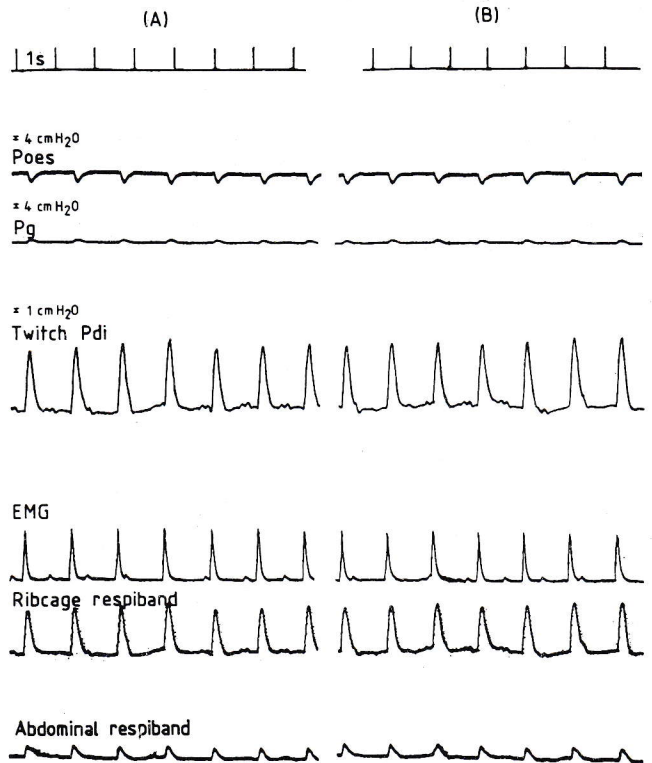 (A) (B)
1s
= 4 cmH₂O
Poes
= 4 cmH₂O
Pg
= 1 cmH₂O
Twitch Pdi
EMG
Ribcage respiband
Abdominal respiband